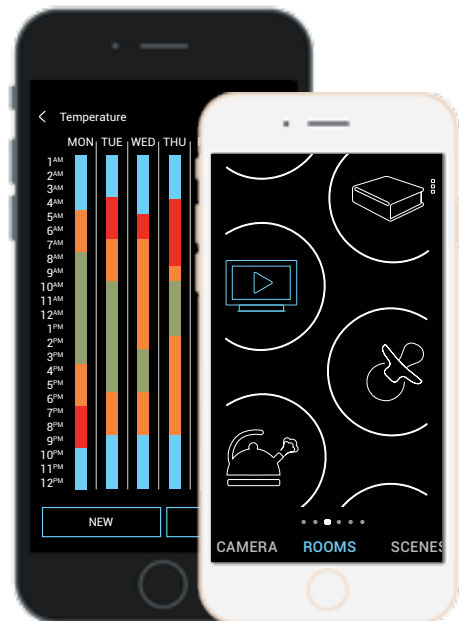 Temperature
MON TUE WED THU
1AM
2AM
3AM
4AM
5AM
6AM
7AM
8AM
9AM
10AM
11AM
12AM
1PM
2PM
3PM
4PM
5PM
6PM
7PM
8PM
9PM
10PM
11PM
12PM
NEW
CAMERA ROOMS SCENES